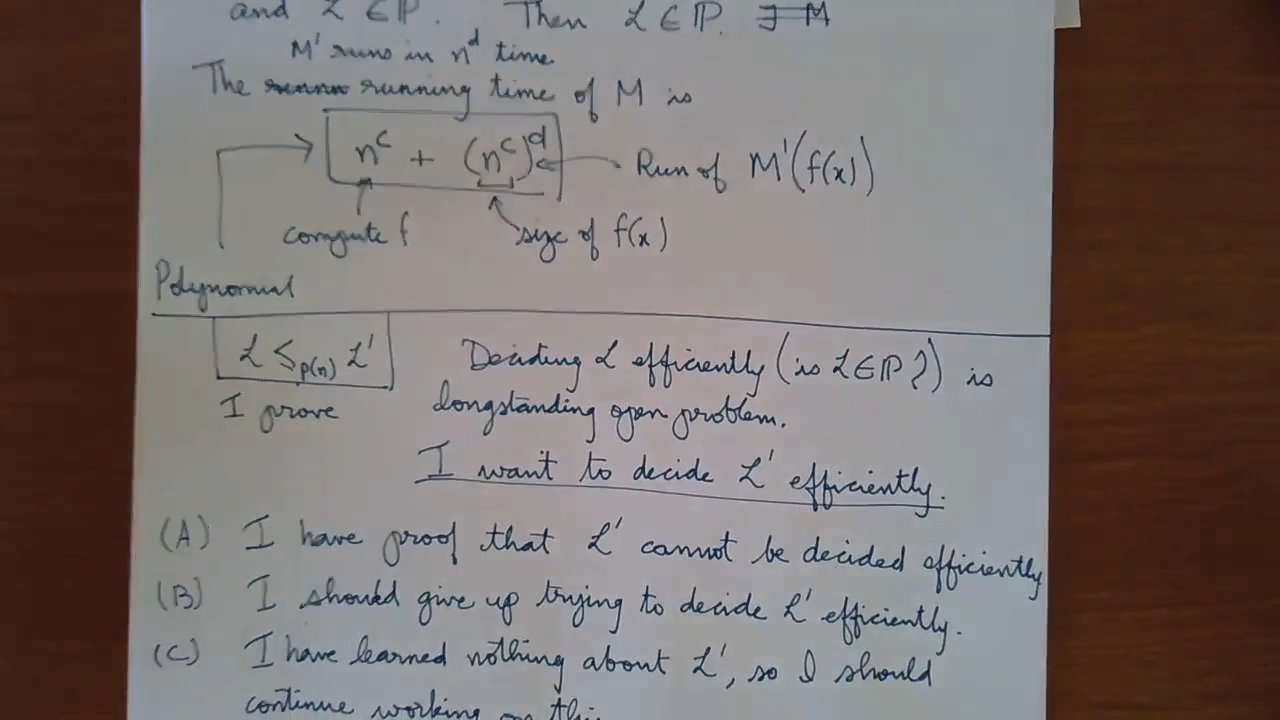 and L ∈ ℙ. Then L ∈ ℙ. ∃ M
M' runs in n^d time
The running time of M is
n^c + (n^c)^d Run of M'(f(x))
compute f size of f(x)
Polynomial
L ≤p(n) L' Deciding L efficiently (is L ∈ ℙ?) is
I prove longstanding open problem.
I want to decide L' efficiently.
(A) I have proof that L' cannot be decided efficiently
(B) I should give up trying to decide L' efficiently.
(C) I have learned nothing about L', so I should
continue working on